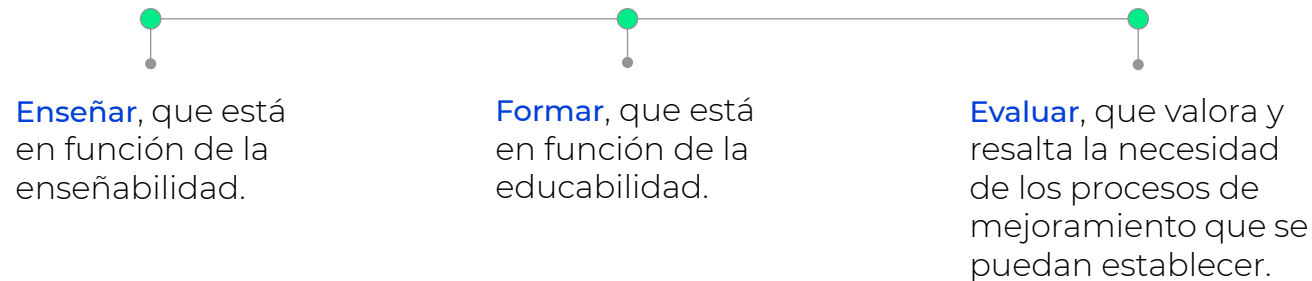 Enseñar, que está
en función de la
enseñabilidad.
Formar, que está
en función de la
educabilidad.
Evaluar, que valora y
resalta la necesidad
de los procesos de
mejoramiento que se
puedan establecer.